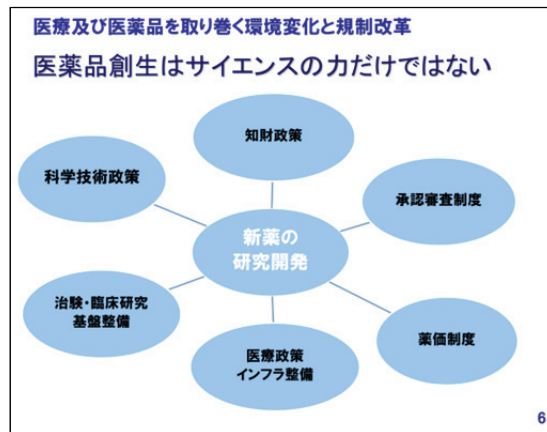 医療及び医薬品を取り巻く環境変化と規制改革
医薬品創生はサイエンスの力だけではない
知財政策
科学技術政策
承認審査制度
新薬の
研究開発
治験・臨床研究
基盤整備
薬価制度
医療政策
インフラ整備
6